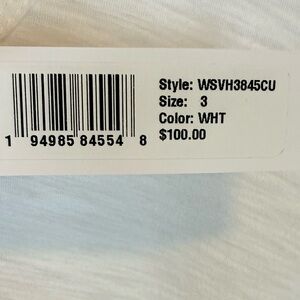 Style: WSVH3845CU
Size: 3
Color: WHT
$100.00
1 94985 84554 8